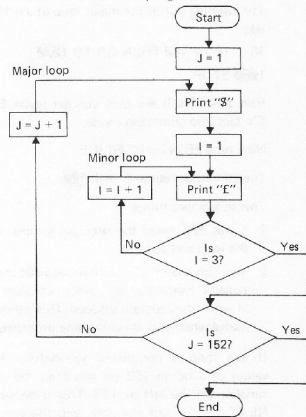 Start
J = 1
Major loop
Print "$"
J = J + 1
I = 1
Minor loop
I = I + 1
Print "£"
No
Is
I = 3?
Yes
No
Is
J = 152?
Yes
End